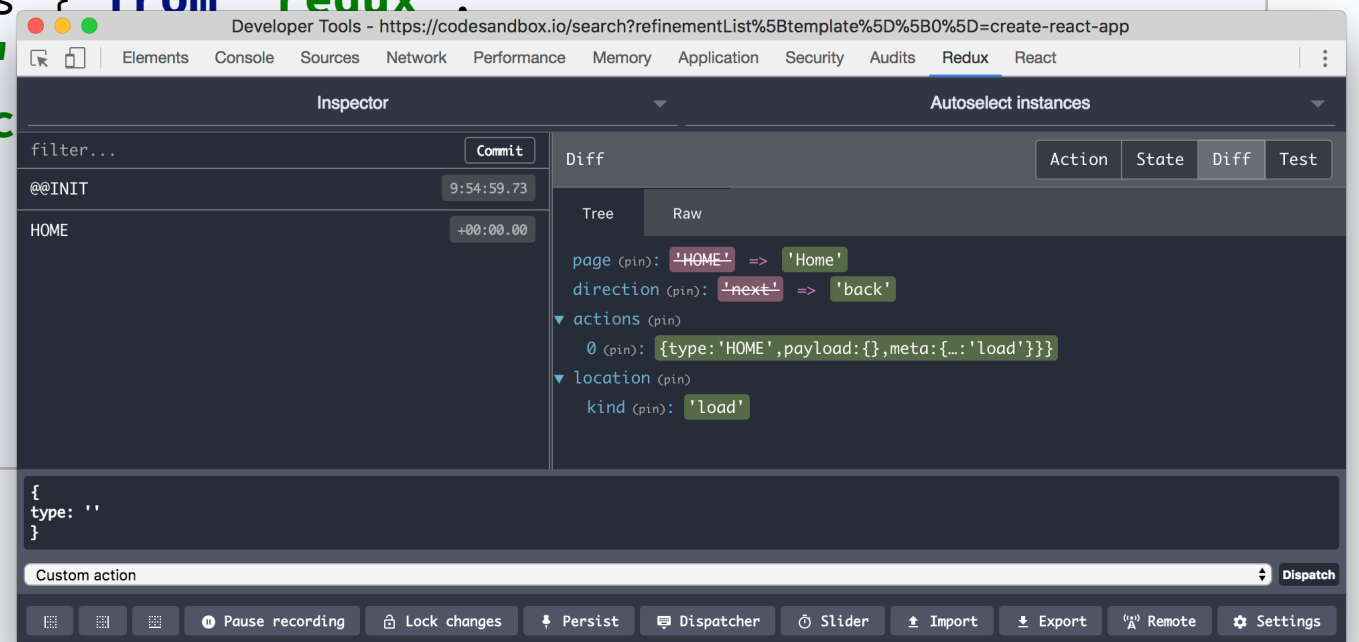 s { from 'redux'.
Developer Tools - https://codesandbox.io/search?refinementList%5Btemplate%5D%5B0%5D=create-react-app
Elements Console Sources Network Performance Memory Application Security Audits Redux React
Inspector Autoselect instances
filter... Commit
Diff Action State Diff Test
@@INIT 9:54:59.73
Tree Raw
HOME +00:00.00
page (pin): 'HOME' => 'Home'
direction (pin): 'next' => 'back'
actions (pin)
0 (pin): {type:'HOME',payload:{},meta:{…:'load'}}}
location (pin)
kind (pin): 'load'
{
type: ''
}
Custom action Dispatch
Pause recording Lock changes Persist Dispatcher Slider Import Export Remote Settings